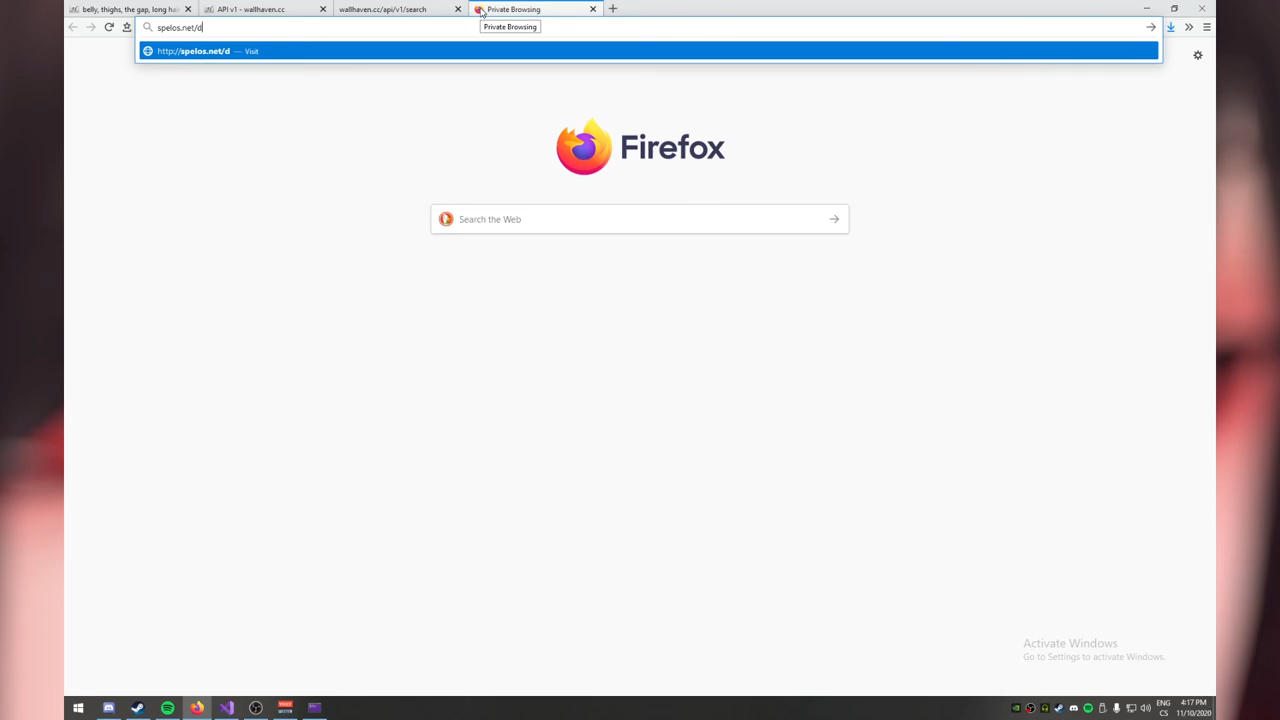 belly, thighs, the gap, long hai
API v1 - wallhaven.cc
wallhaven.cc/api/v1/search
Private Browsing
spelos.net/d
Private Browsing
http://spelos.net/d — Visit
Firefox
Search the Web
Activate Windows
Go to Settings to activate Windows.
ENG
CS
4:17 PM
11/10/2020